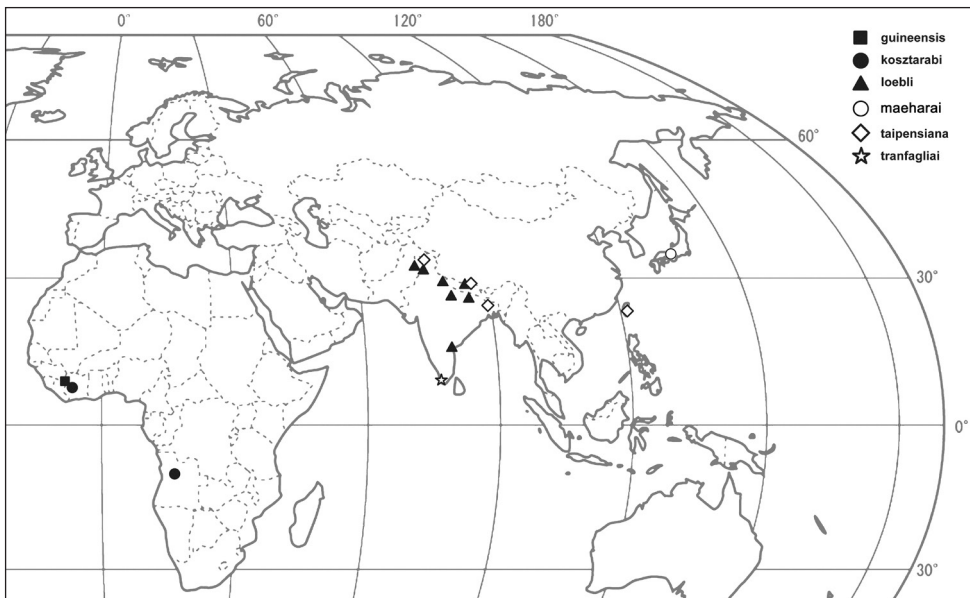 0° 60° 120° 180°
guineensis
kosztarabi
loebli
maeharai
taipensiana
tranfagliai
60°
30°
0°
30°